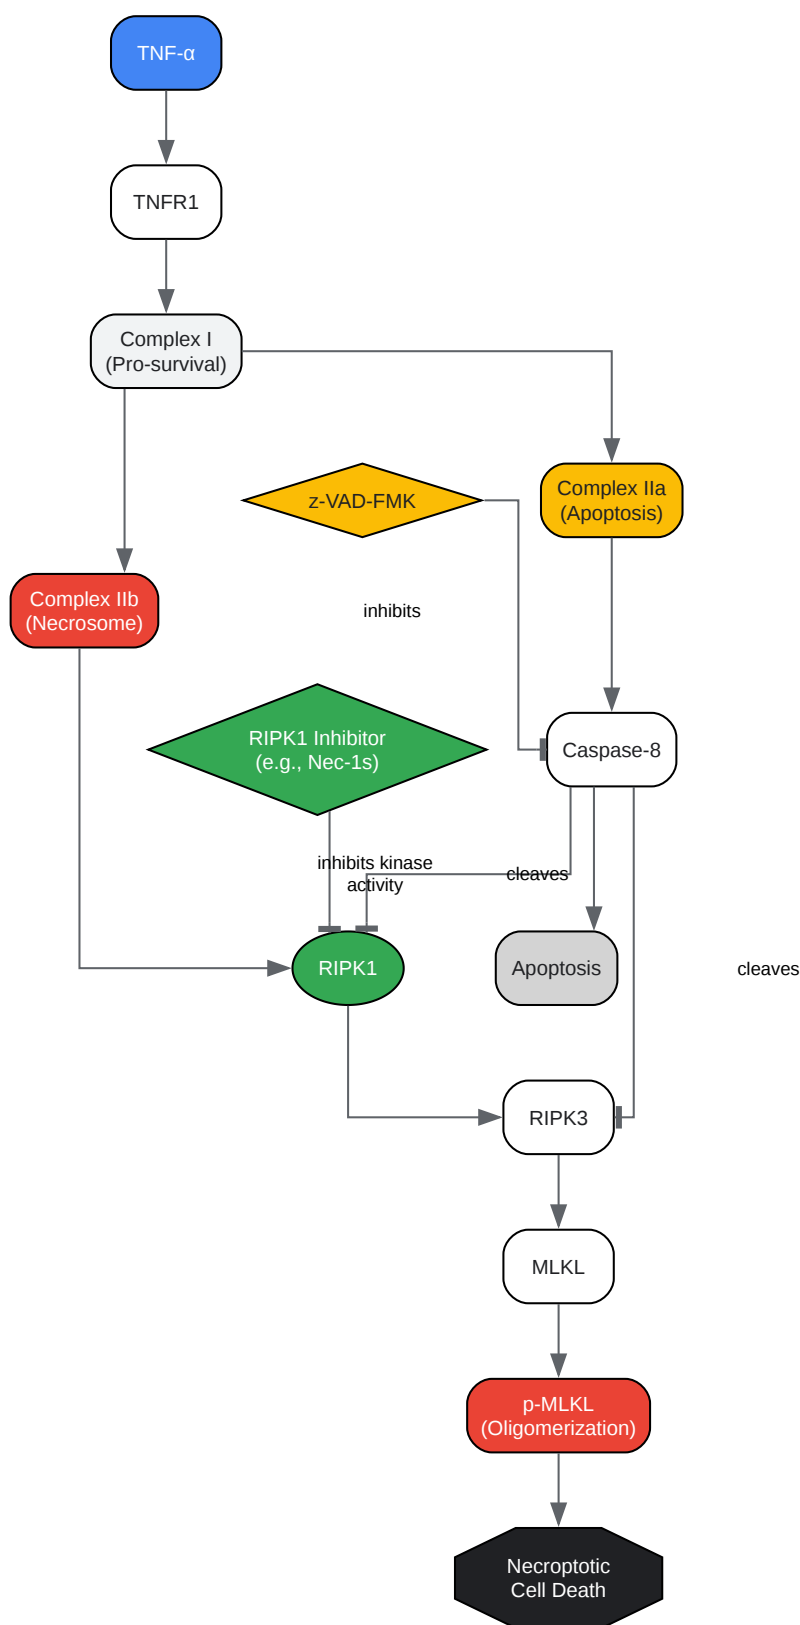 TNF-α
TNFR1
Complex I
(Pro-survival)
z-VAD-FMK
Complex IIa
(Apoptosis)
Complex IIb
(Necrosome)
inhibits
RIPK1 Inhibitor
(e.g., Nec-1s)
Caspase-8
inhibits kinase
activity
cleaves
RIPK1
Apoptosis
cleaves
RIPK3
MLKL
p-MLKL
(Oligomerization)
Necroptotic
Cell Death